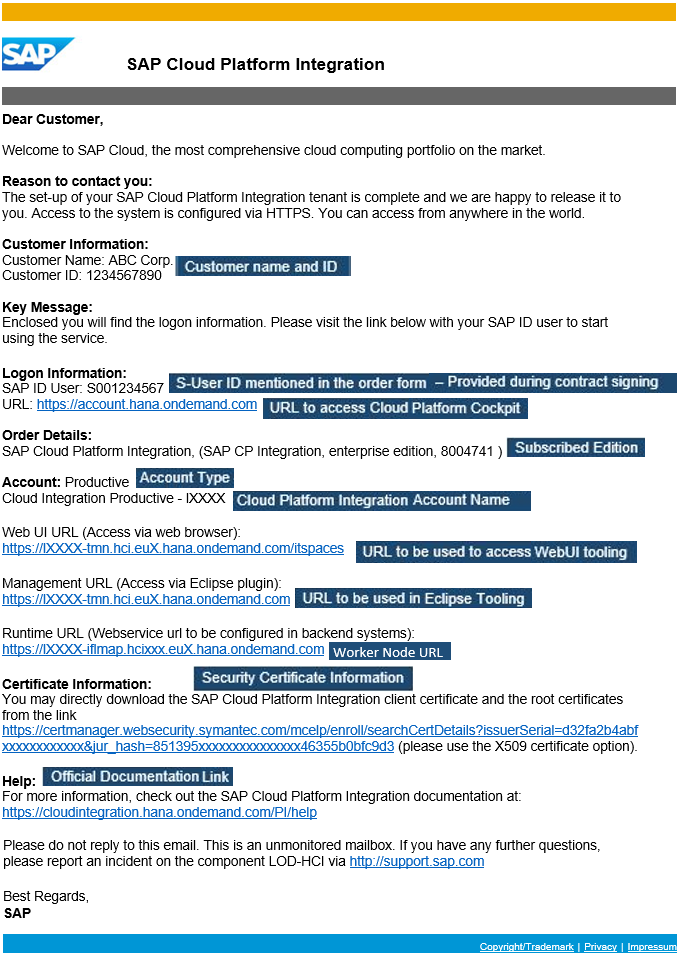 SAP
SAP Cloud Platform Integration
Dear Customer,
Welcome to SAP Cloud, the most comprehensive cloud computing portfolio on the market.
Reason to contact you:
The set-up of your SAP Cloud Platform Integration tenant is complete and we are happy to release it to
you. Access to the system is configured via HTTPS. You can access from anywhere in the world.
Customer Information:
Customer Name: ABC Corp.
Customer ID: 1234567890
Customer name and ID
Key Message:
Enclosed you will find the logon information. Please visit the link below with your SAP ID user to start
using the service.
Logon Information:
SAP ID User: S001234567 S-User ID mentioned in the order form – Provided during contract signing
URL: https://account.hana.ondemand.com URL to access Cloud Platform Cockpit
Order Details:
SAP Cloud Platform Integration, (SAP CP Integration, enterprise edition, 8004741 ) Subscribed Edition
Account: Productive Account Type
Cloud Integration Productive - IXXXX Cloud Platform Integration Account Name
Web UI URL (Access via web browser):
https://IXXXX-tmn.hci.euX.hana.ondemand.com/itspaces URL to be used to access WebUI tooling
Management URL (Access via Eclipse plugin):
https://IXXXX-tmn.hci.euX.hana.ondemand.com URL to be used in Eclipse Tooling
Runtime URL (Webservice url to be configured in backend systems):
https://IXXXX-iflmap.hcixxx.euX.hana.ondemand.com Worker Node URL
Certificate Information: Security Certificate Information
You may directly download the SAP Cloud Platform Integration client certificate and the root certificates
from the link
https://certmanager.websecurity.symantec.com/mcelp/enroll/searchCertDetails?issuerSerial=d32fa2b4abf
xxxxxxxxxxxx&jur_hash=851395xxxxxxxxxxxxxxx46355b0bfc9d3 (please use the X509 certificate option).
Help: Official Documentation Link
For more information, check out the SAP Cloud Platform Integration documentation at:
https://cloudintegration.hana.ondemand.com/PI/help
Please do not reply to this email. This is an unmonitored mailbox. If you have any further questions,
please report an incident on the component LOD-HCI via http://support.sap.com
Best Regards,
SAP
Copyright/Trademark | Privacy | Impressum